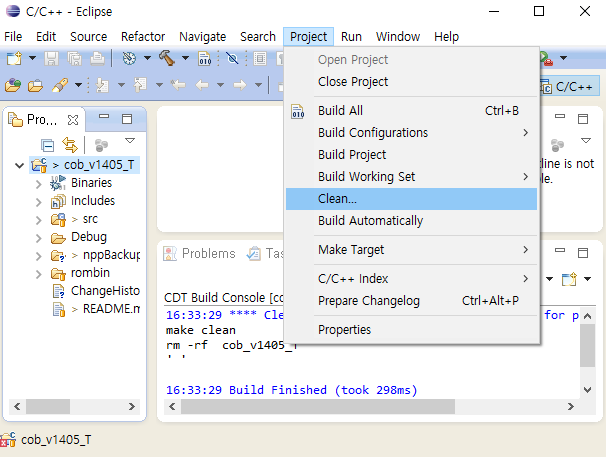 C/C++ - Eclipse
File Edit Source Refactor Navigate Search Project Run Window Help
Open Project
Close Project
Build All Ctrl+B
Build Configurations
Build Project
Build Working Set
Clean...
Build Automatically
Make Target
C/C++ Index
Prepare Changelog Ctrl+Alt+P
Properties
C/C++
Pro...
> cob_v1405_T
Binaries
Includes
> src
Debug
> nppBackup
rombin
ChangeHisto
> README.m
tline is not
ble.
Problems Tas
CDT Build Console [co
16:33:29 **** Cle for p
make clean
rm -rf cob_v1405_T
' '
16:33:29 Build Finished (took 298ms)
cob_v1405_T